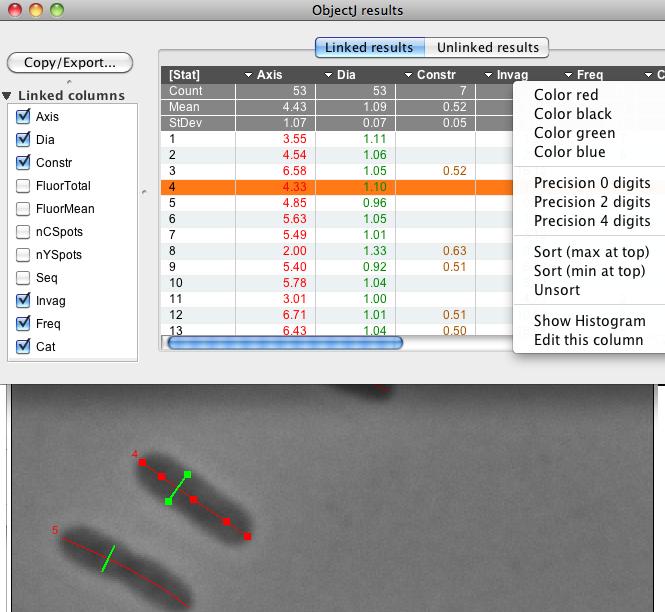 ObjectJ results
Linked results Unlinked results
Copy/Export...
Linked columns
Axis
Dia
Constr
FluorTotal
FluorMean
nCSpots
nYSpots
Seq
Invag
Freq
Cat
[Stat] Axis Dia Constr Invag Freq C
Count 53 53 7
Mean 4.43 1.09 0.52
StDev 1.07 0.07 0.05
1 3.55 1.11
2 4.54 1.06
3 6.58 1.05 0.52
4 4.33 1.10
5 4.85 0.96
6 5.63 1.05
7 5.49 1.01
8 2.00 1.33 0.63
9 5.40 0.92 0.51
10 5.78 1.04
11 3.01 1.00
12 6.71 1.01 0.51
13 6.43 1.04 0.50
Color red
Color black
Color green
Color blue
Precision 0 digits
Precision 2 digits
Precision 4 digits
Sort (max at top)
Sort (min at top)
Unsort
Show Histogram
Edit this column
4
5